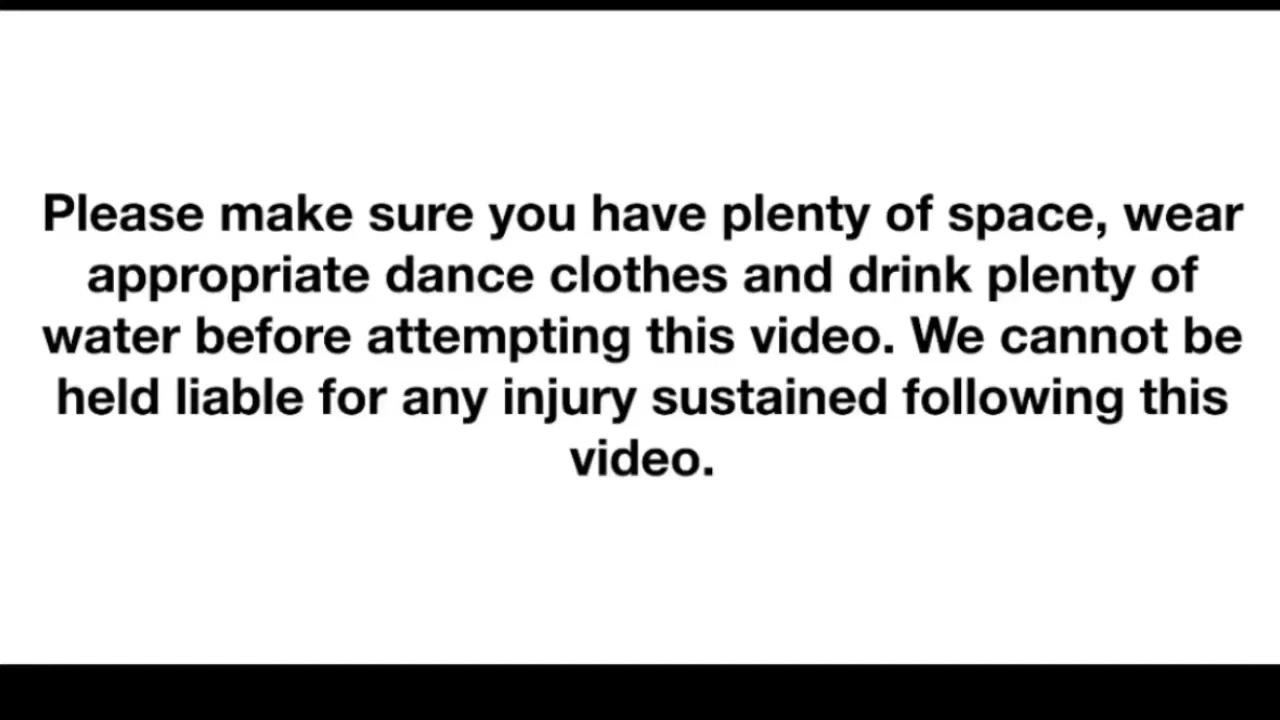 Please make sure you have plenty of space, wear
appropriate dance clothes and drink plenty of
water before attempting this video. We cannot be
held liable for any injury sustained following this
video.